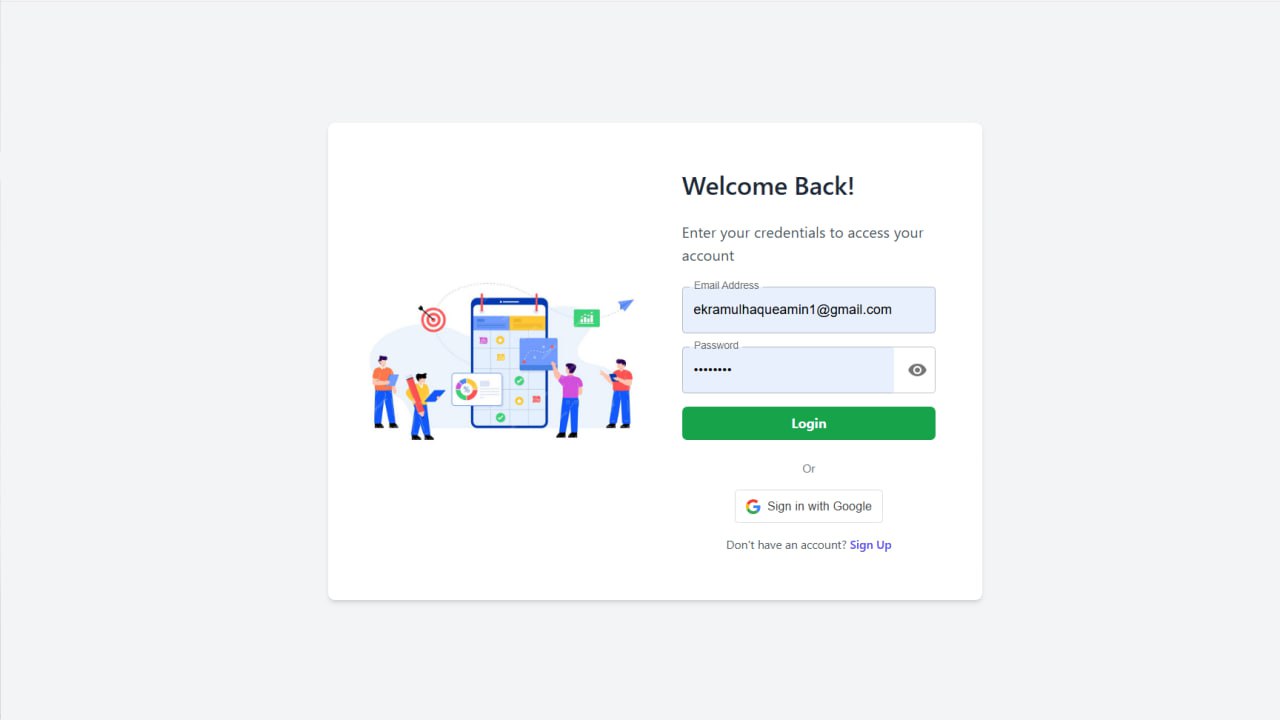 Welcome Back!
Enter your credentials to access your
account
Email Address
ekramulhaqueamin1@gmail.com
Password
••••••••
Login
Or
Sign in with Google
Don't have an account? Sign Up